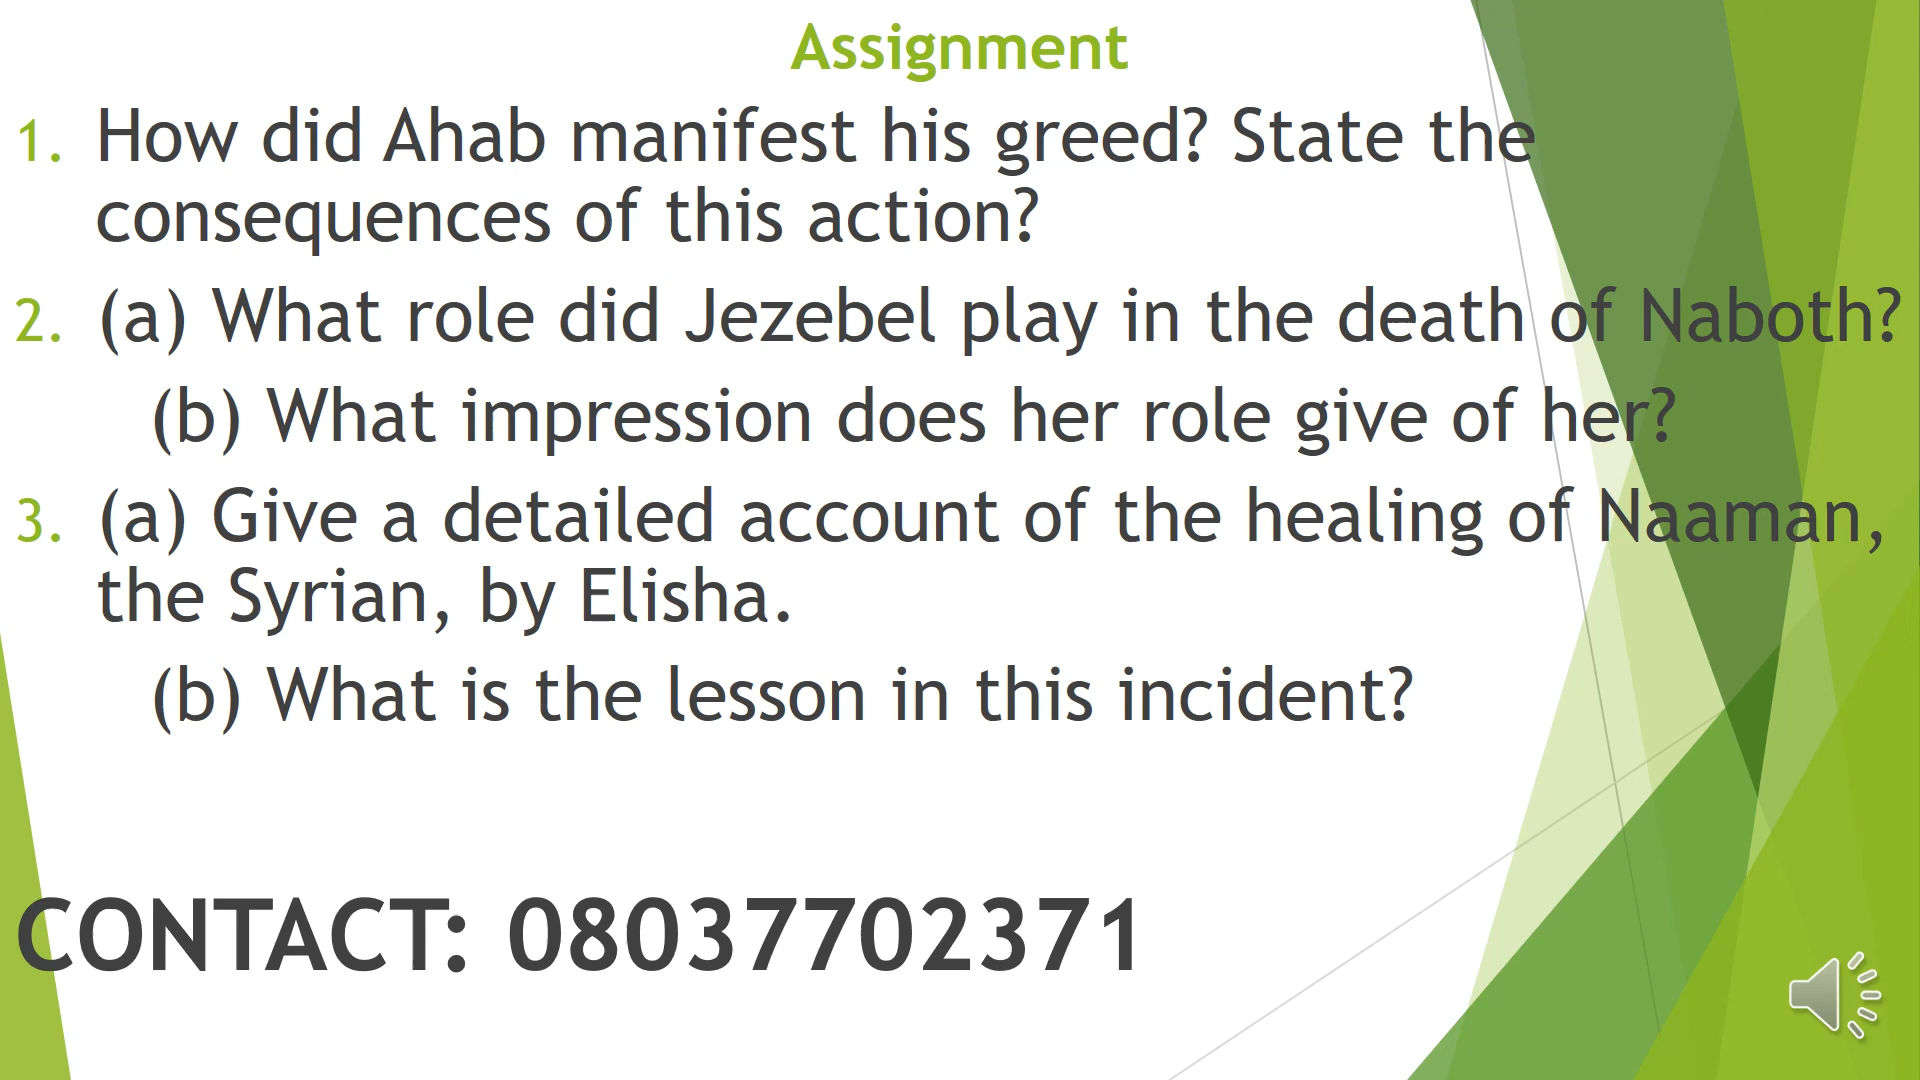 Assignment
1. How did Ahab manifest his greed? State the
consequences of this action?
2. (a) What role did Jezebel play in the death of Naboth?
(b) What impression does her role give of her?
3. (a) Give a detailed account of the healing of Naaman,
the Syrian, by Elisha.
(b) What is the lesson in this incident?
CONTACT: 08037702371